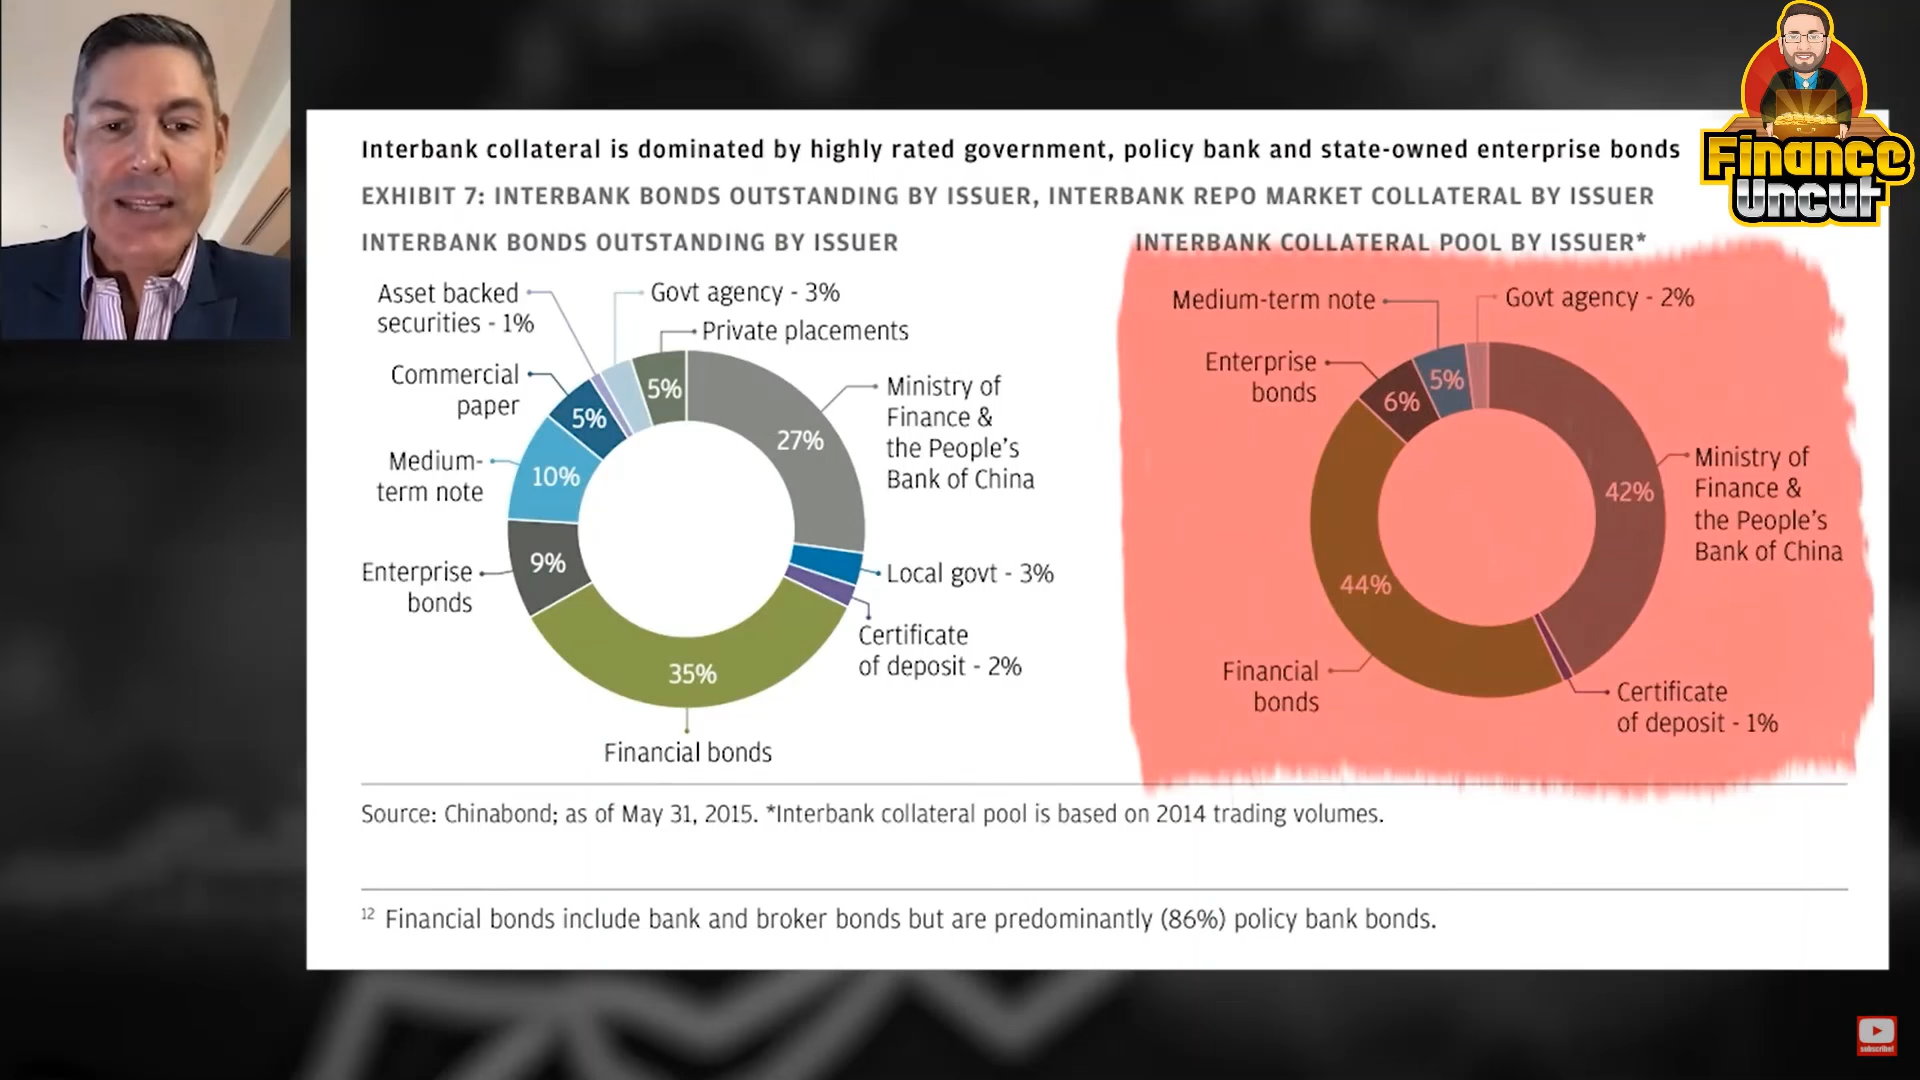 Finance
Uncut
Interbank collateral is dominated by highly rated government, policy bank and state-owned enterprise bonds
EXHIBIT 7: INTERBANK BONDS OUTSTANDING BY ISSUER, INTERBANK REPO MARKET COLLATERAL BY ISSUER
INTERBANK BONDS OUTSTANDING BY ISSUER
Asset backed
securities - 1%
Govt agency - 3%
Private placements
5%
Commercial
paper
5%
Ministry of
Finance &
the People's
Bank of China
27%
Medium-
term note
10%
Enterprise
bonds
9%
Local govt - 3%
Certificate
of deposit - 2%
35%
Financial bonds
INTERBANK COLLATERAL POOL BY ISSUER*
Medium-term note
Govt agency - 2%
Enterprise
bonds
6%
5%
Ministry of
Finance &
the People's
Bank of China
42%
44%
Financial
bonds
Certificate
of deposit - 1%
Source: Chinabond; as of May 31, 2015. *Interbank collateral pool is based on 2014 trading volumes.
12 Financial bonds include bank and broker bonds but are predominantly (86%) policy bank bonds.
subscribe!